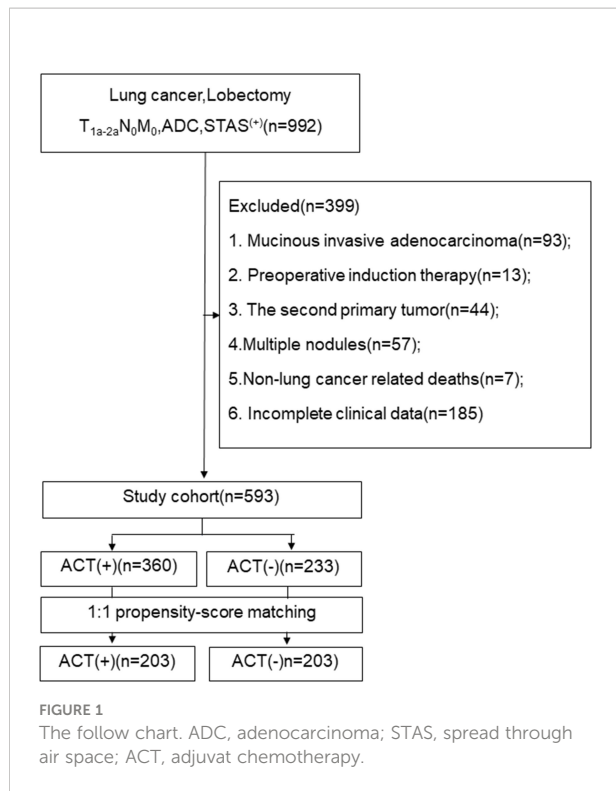 Lung cancer,Lobectomy
T1a-2aN0M0,ADC,STAS(+)(n=992)
Excluded(n=399)
1. Mucinous invasive adenocarcinoma(n=93);
2. Preoperative induction therapy(n=13);
3. The second primary tumor(n=44);
4.Multiple nodules(n=57);
5.Non-lung cancer related deaths(n=7);
6. Incomplete clinical data(n=185)
Study cohort(n=593)
ACT(+)(n=360)
ACT(-)(n=233)
1:1 propensity-score matching
ACT(+)(n=203)
ACT(-)n=203)
FIGURE 1
The follow chart. ADC, adenocarcinoma; STAS, spread through
air space; ACT, adjuvat chemotherapy.